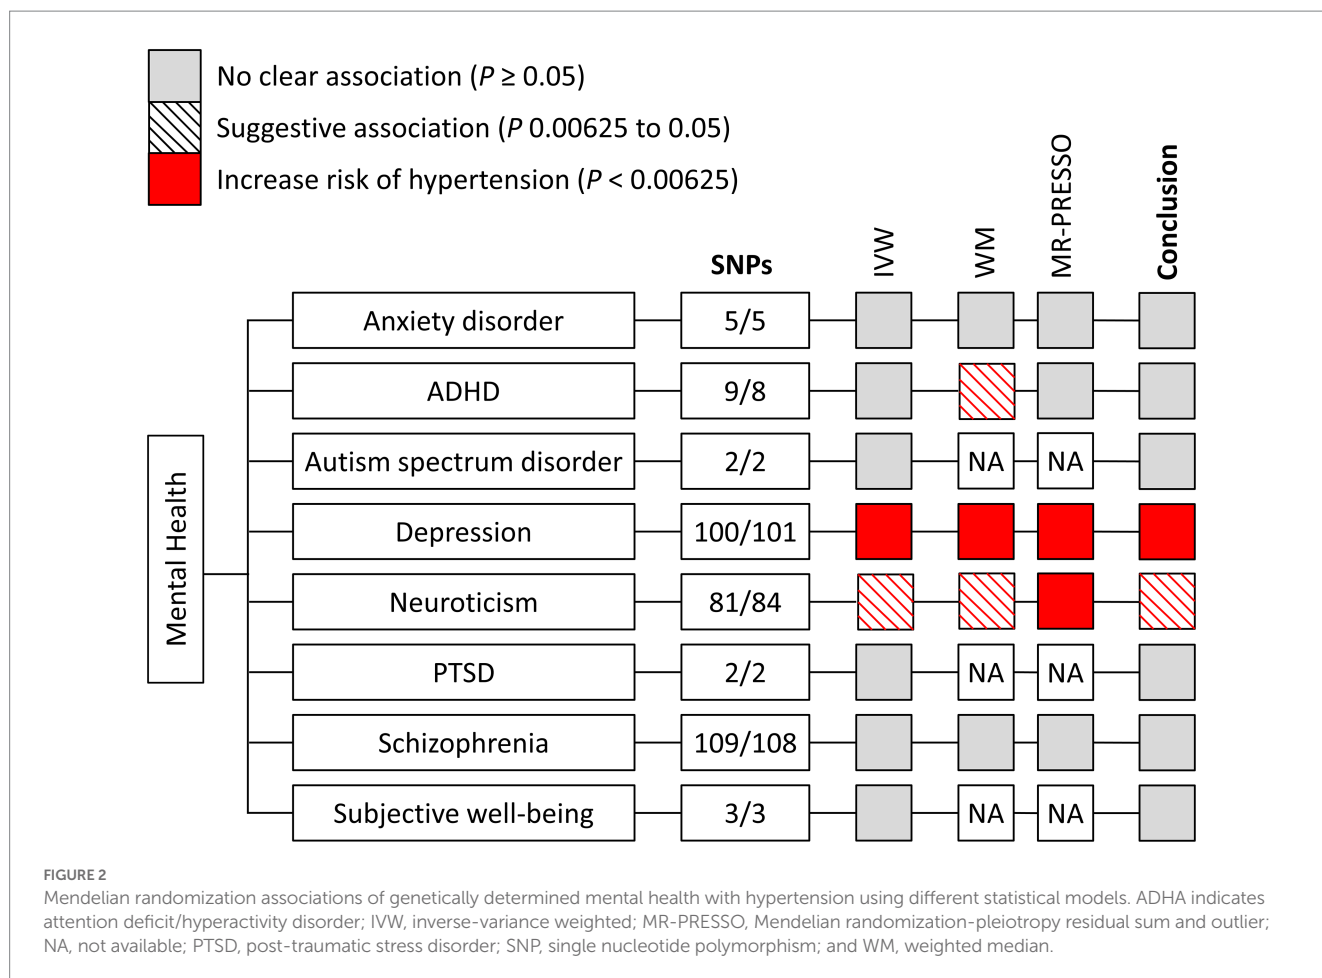 No clear association (P ≥ 0.05)
Suggestive association (P 0.00625 to 0.05)
Increase risk of hypertension (P < 0.00625)
SNPs
IVW
WM
MR-PRESSO
Conclusion
Mental Health
Anxiety disorder 5/5
ADHD 9/8
Autism spectrum disorder 2/2 NA NA
Depression 100/101
Neuroticism 81/84
PTSD 2/2 NA NA
Schizophrenia 109/108
Subjective well-being 3/3 NA NA
FIGURE 2
Mendelian randomization associations of genetically determined mental health with hypertension using different statistical models. ADHA indicates
attention deficit/hyperactivity disorder; IVW, inverse-variance weighted; MR-PRESSO, Mendelian randomization-pleiotropy residual sum and outlier;
NA, not available; PTSD, post-traumatic stress disorder; SNP, single nucleotide polymorphism; and WM, weighted median.